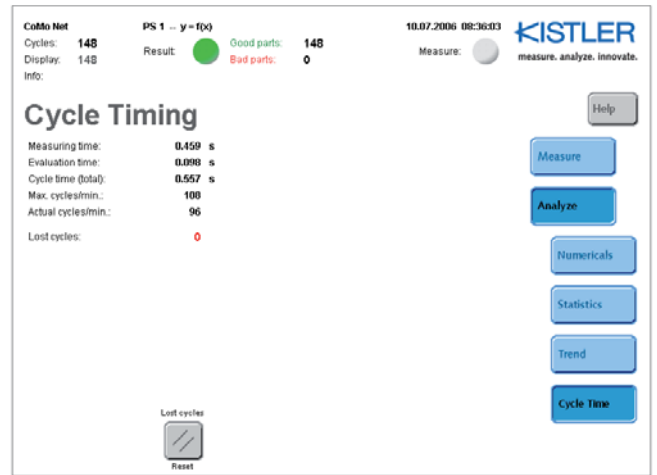 CoMo Net PS 1 -- y = f(x) 10.07.2006 08:36:03
KISTLER
measure. analyze. innovate.
Cycles: 148 Result: Good parts: 148 Measure:
Display: 148 Bad parts: 0
Info:
Cycle Timing
Help
Measuring time: 0.459 s
Evaluation time: 0.098 s
Cycle time (total): 0.557 s
Max. cycles/min.: 108
Actual cycles/min.: 96
Lost cycles: 0
Measure
Analyze
Numericals
Statistics
Trend
Cycle Time
Lost cycles
Reset